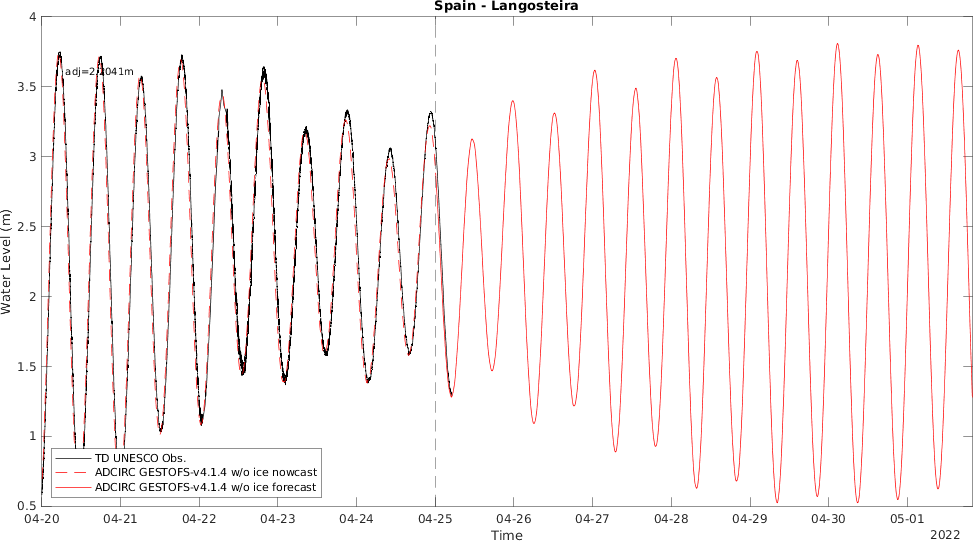 Spain - Langosteira
Water Level (m)
4
3.5
3
2.5
2
1.5
1
0.5
adj=2.2041m
TD UNESCO Obs.
ADCIRC GESTOFS-v4.1.4 w/o ice nowcast
ADCIRC GESTOFS-v4.1.4 w/o ice forecast
04-20 04-21 04-22 04-23 04-24 04-25 04-26 04-27 04-28 04-29 04-30 05-01
Time
2022